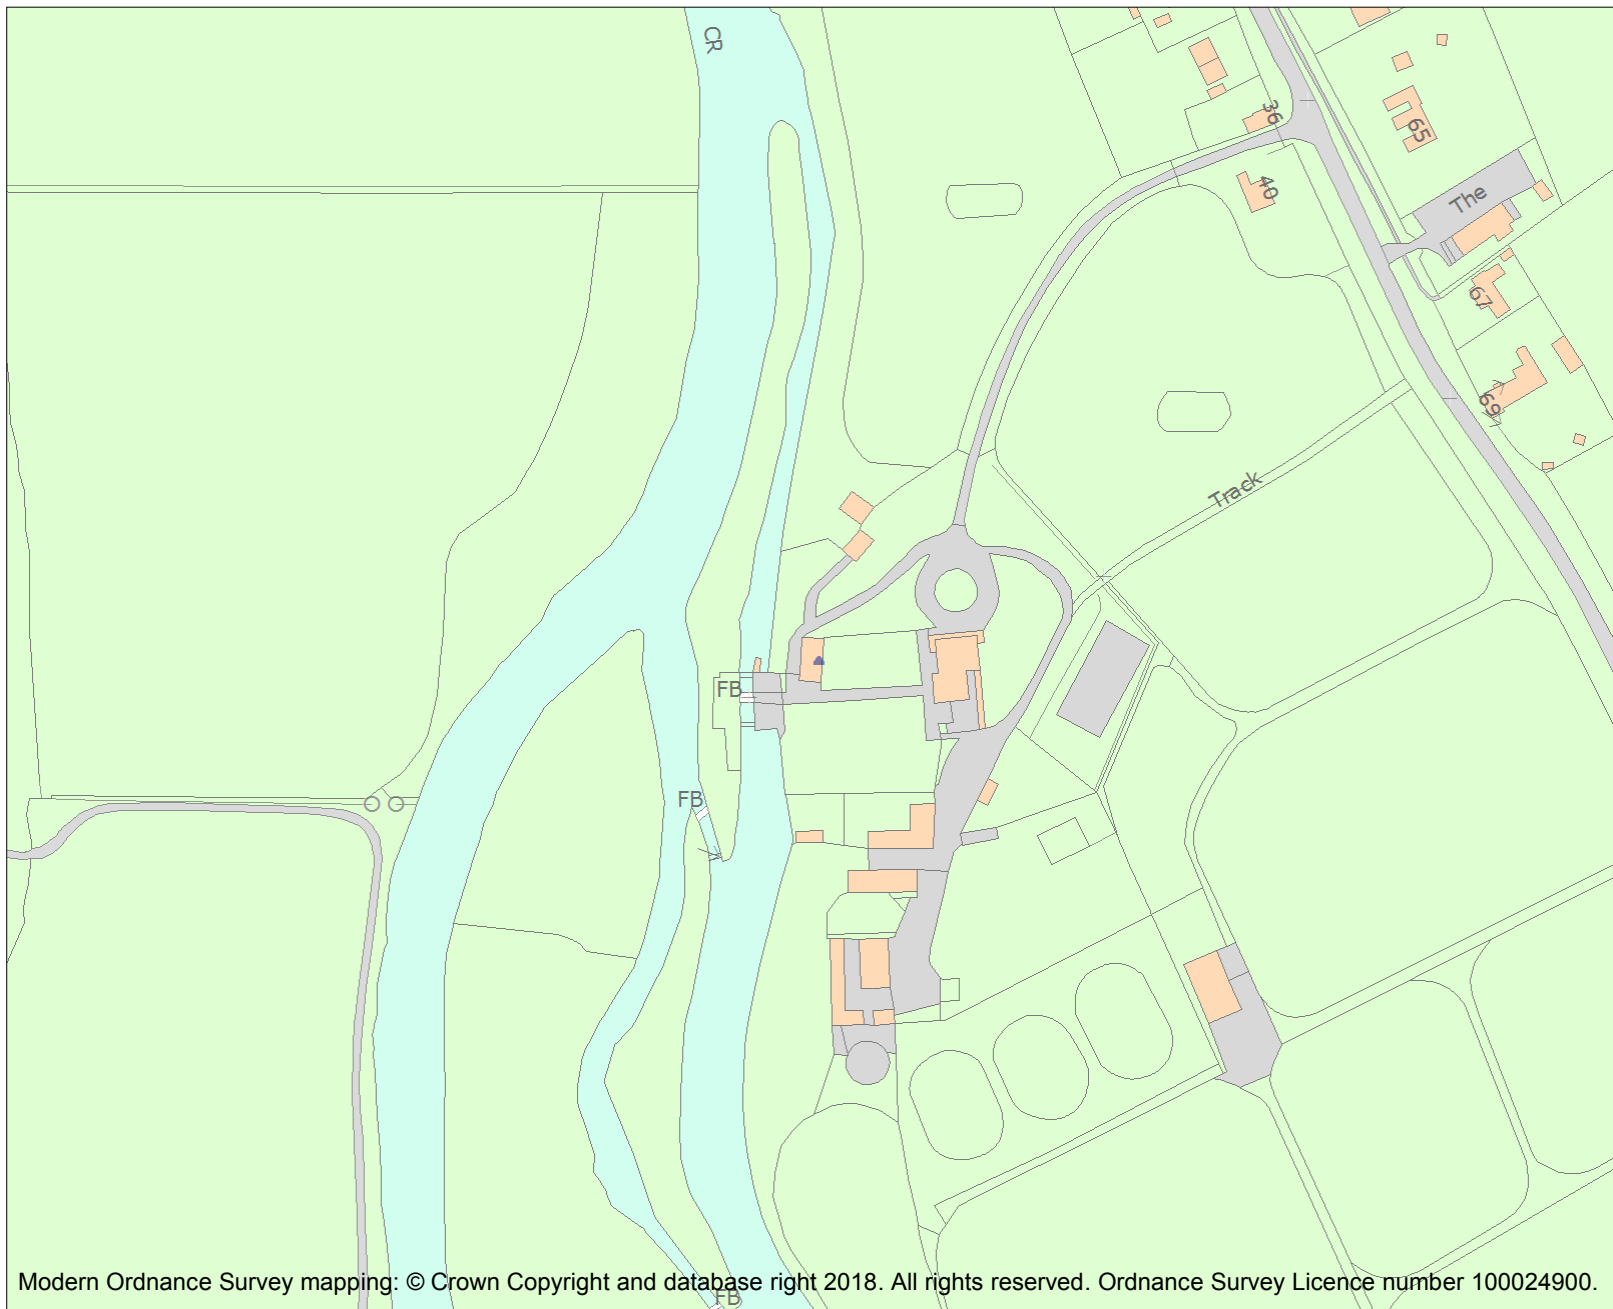 CR
36
65
40
The
67
69
Track
FB
FB
FB
Modern Ordnance Survey mapping: © Crown Copyright and database right 2018. All rights reserved. Ordnance Survey Licence number 100024900.